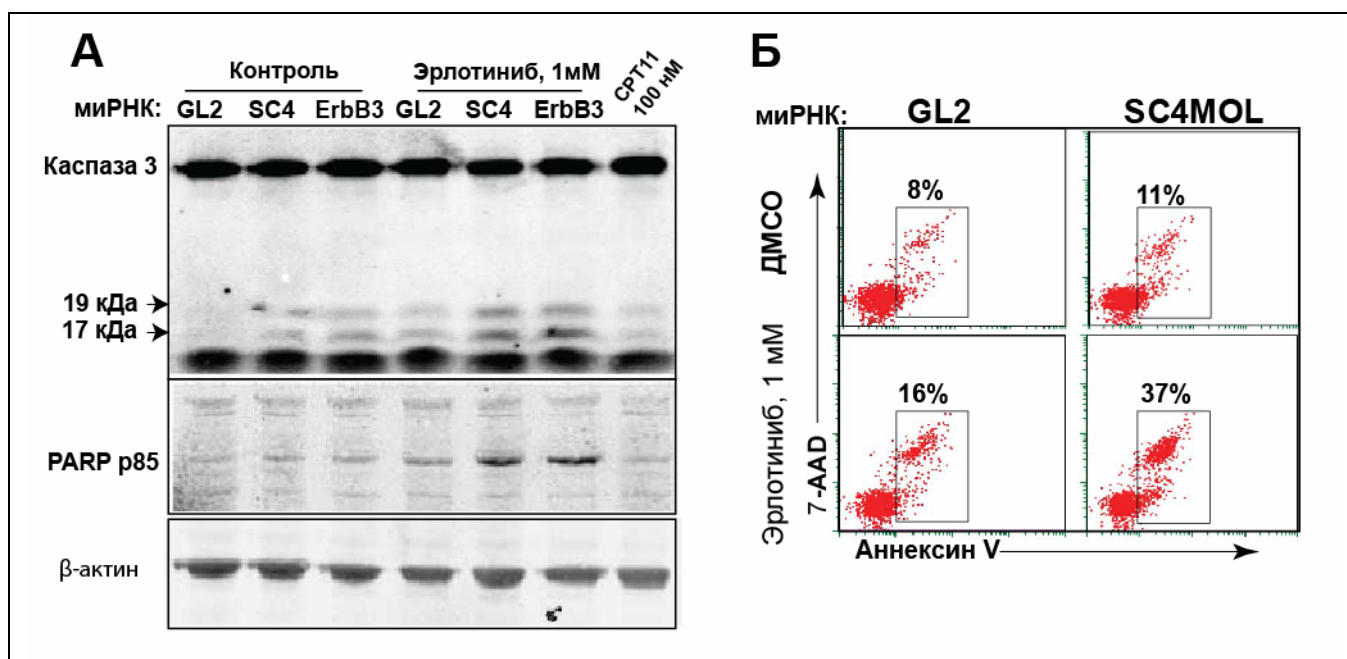 А
Контроль
Эрлотиниб, 1мМ
CPT11
100 нМ
миРНК:
GL2 SC4 ErbB3 GL2 SC4 ErbB3
Каспаза 3
19 кДа
17 кДа
PARP p85
β-актин
Б
миРНК:
GL2 SC4MOL
ДМСО
8%
11%
Эрлотиниб, 1 мМ
16%
37%
7-AAD
Аннексин V